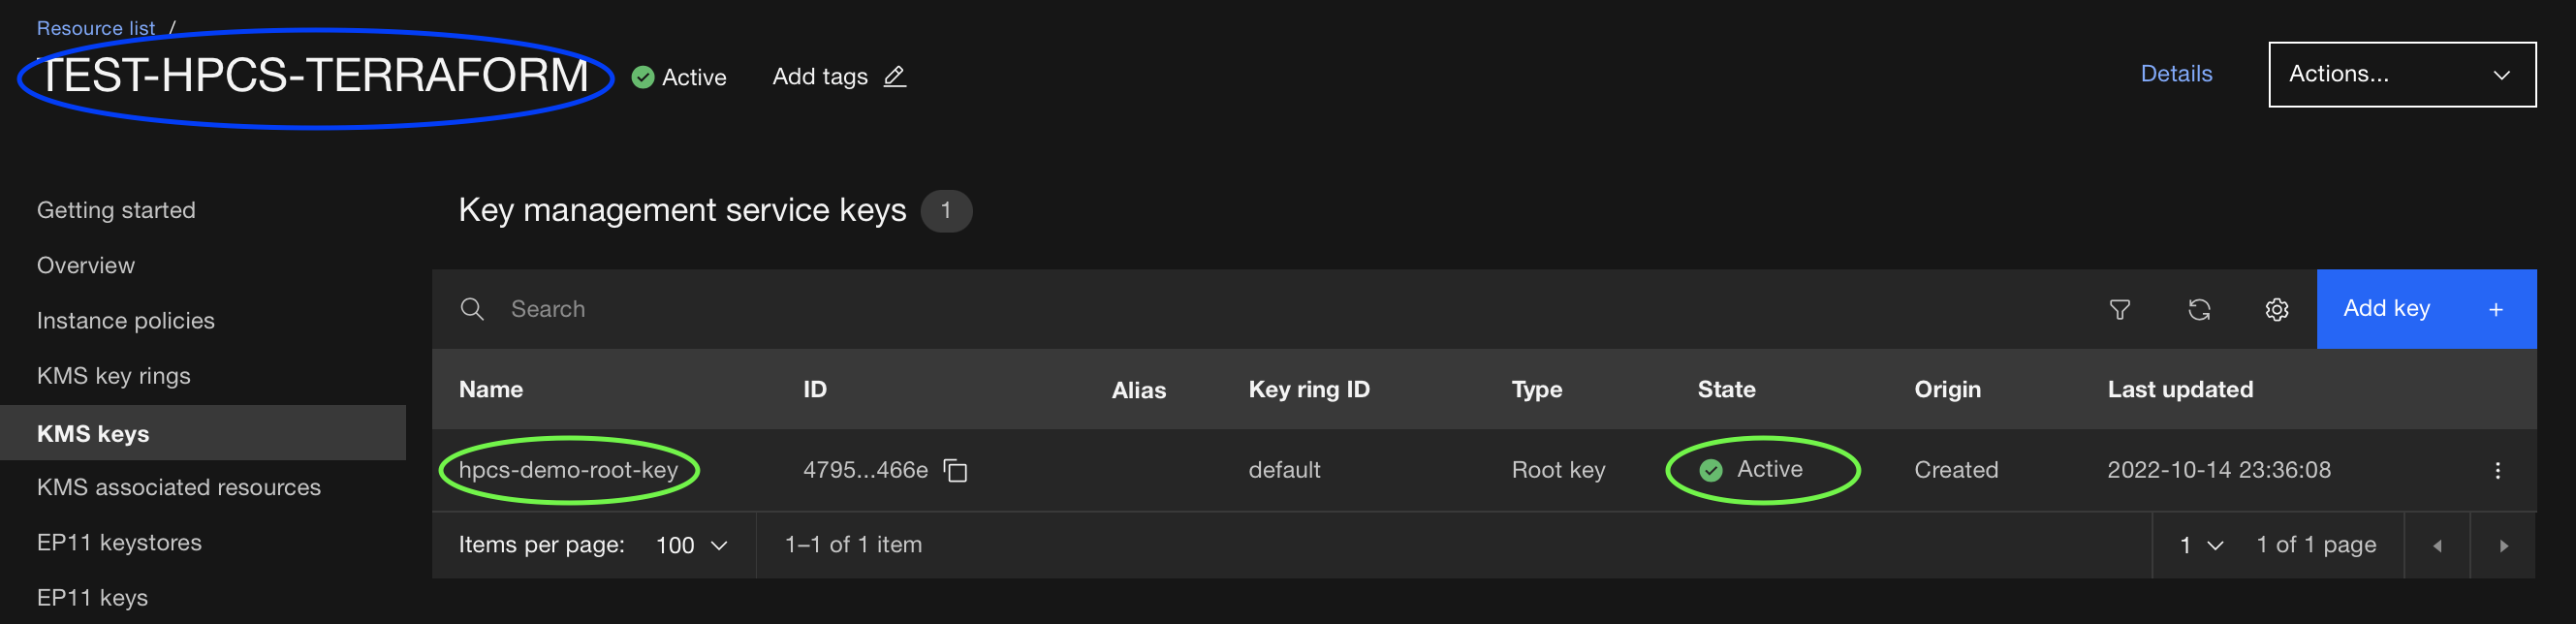 Resource list /
TEST-HPCS-TERRAFORM Active Add tags Details Actions...
Getting started
Overview
Instance policies
KMS key rings
KMS keys
KMS associated resources
EP11 keystores
EP11 keys
Key management service keys 1
Search Add key +
Name ID Alias Key ring ID Type State Origin Last updated
hpcs-demo-root-key 4795...466e default Root key Active Created 2022-10-14 23:36:08
Items per page: 100 1–1 of 1 item 1 1 of 1 page